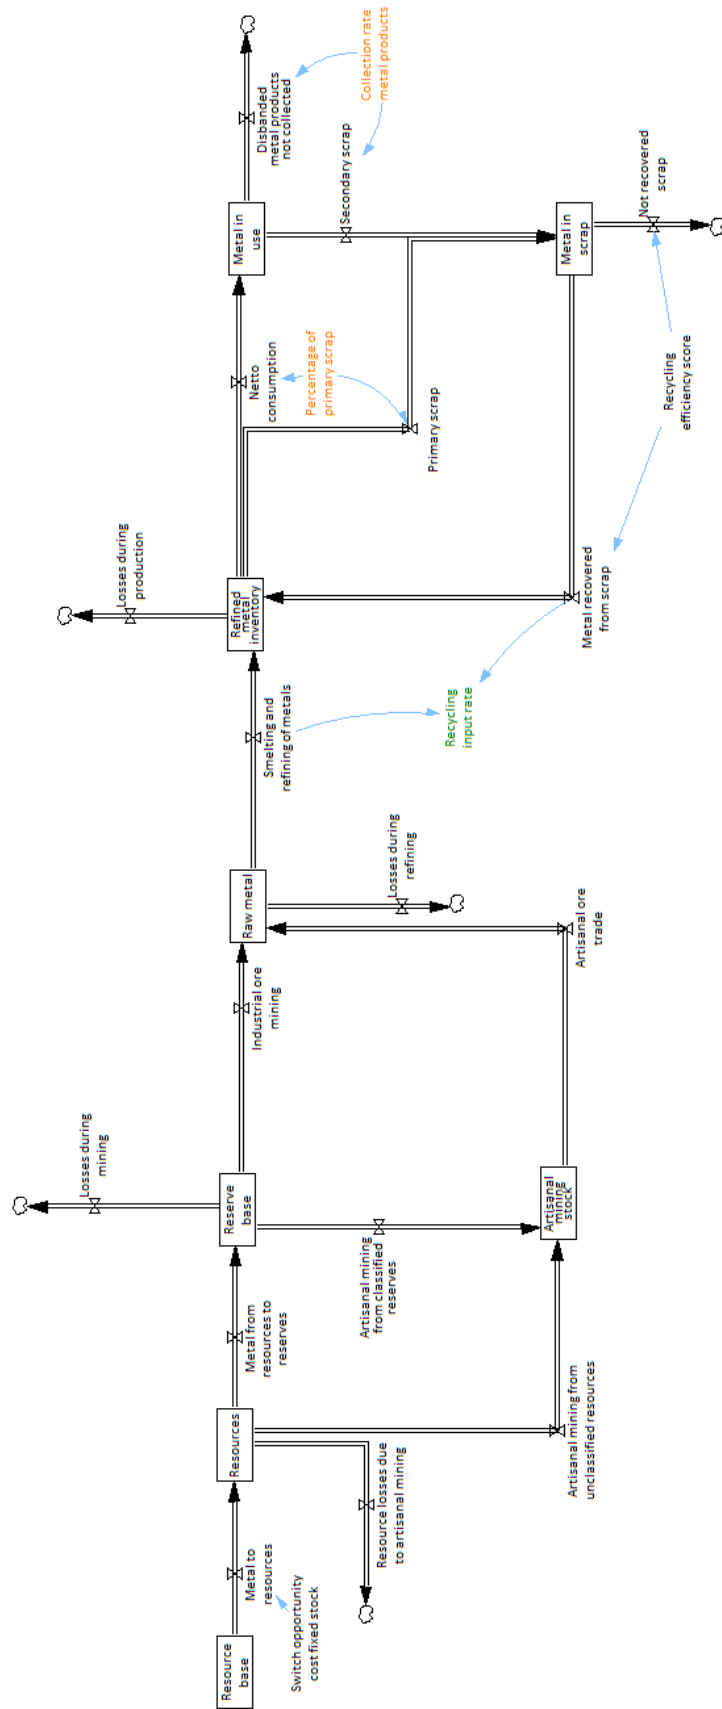 Resource
base
Metal to
resources
Switch opportunity
cost fixed stock
Resources
Resource losses due
to artisanal mining
Artisanal mining from
unclassified resources
Metal from
resources to
reserves
Reserve
base
Losses during
mining
Artisanal mining
from classified
reserves
Artisanal
mining
stock
Industrial ore
mining
Artisanal ore
trade
Raw metal
Losses during
refining
Smelting and
refining of metals
Recycling
input rate
Refined
metal
inventory
Losses during
production
Metal recovered
from scrap
Netto
consumption
Percentage of
primary scrap
Primary scrap
Recycling
efficiency score
Metal in
use
Secondary scrap
Metal in
scrap
Not recovered
scrap
Disbanded
metal products
not collected
Collection rate
metal products